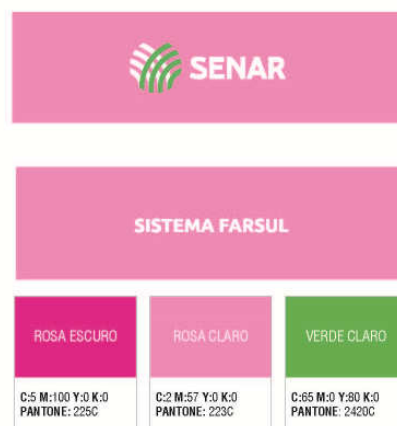 SENAR
SISTEMA FARSUL
ROSA ESCURO
ROSA CLARO
VERDE CLARO
C:5 M:100 Y:0 K:0
PANTONE: 225C
C:2 M:57 Y:0 K:0
PANTONE: 223C
C:65 M:0 Y:80 K:0
PANTONE: 2420C